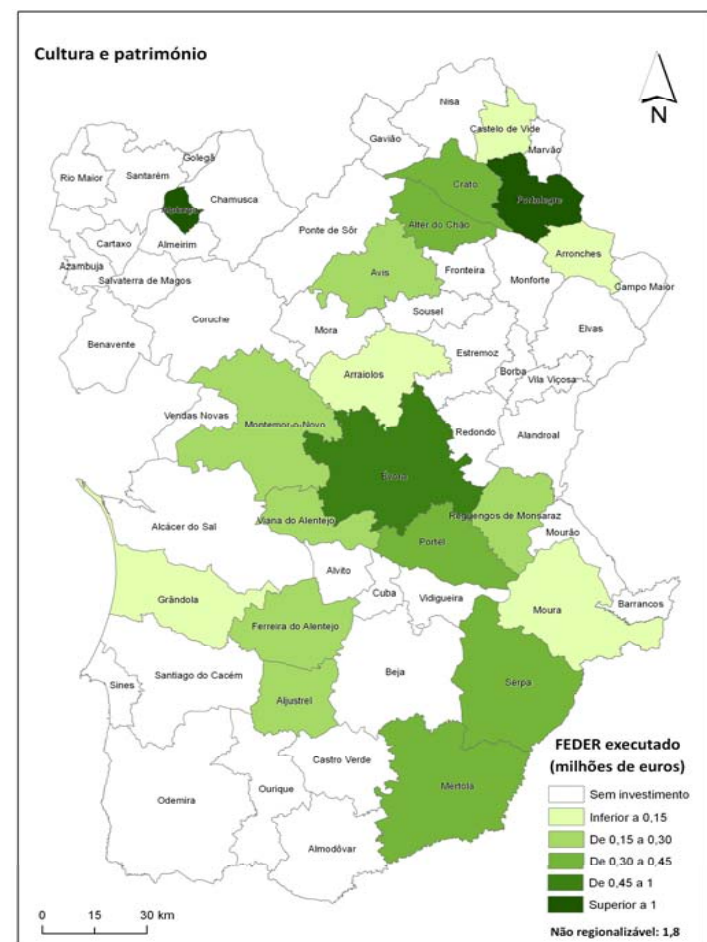 Cultura e património
N
Nisa
Castelo de Vide
Gavião
Marvão
Golegã
Rio Maior
Santarém
Chamusca
Crato
Portalegre
Alter do Chão
Ponte de Sôr
Cartaxo
Almeirim
Arronches
Azambuja
Avis
Fronteira
Monforte
Salvaterra de Magos
Campo Maior
Sousel
Coruche
Mora
Elvas
Benavente
Estremoz
Arraiolos
Borba
Vila Viçosa
Vendas Novas
Montemor-o-Novo
Redondo
Alandroal
Évora
Reguengos de Monsaraz
Viana do Alentejo
Alcácer do Sal
Mourão
Portel
Alvito
Cuba
Vidigueira
Grândola
Moura
Barrancos
Ferreira do Alentejo
Santiago do Cacém
Beja
Serpa
Sines
Aljustrel
Castro Verde
Mértola
Ourique
Odemira
Almodôvar
FEDER executado
(milhões de euros)
Sem investimento
Inferior a 0,15
De 0,15 a 0,30
De 0,30 a 0,45
De 0,45 a 1
Superior a 1
0 15 30 km
Não regionalizável: 1,8